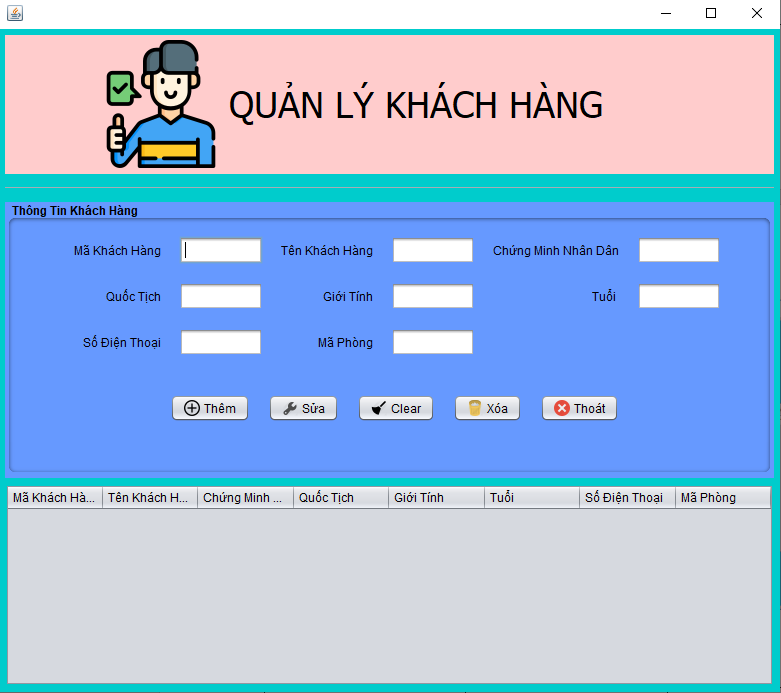 QUẢN LÝ KHÁCH HÀNG
Thông Tin Khách Hàng
Mã Khách Hàng Tên Khách Hàng Chứng Minh Nhân Dân
Quốc Tịch Giới Tính Tuổi
Số Điện Thoại Mã Phòng
Thêm Sửa Clear Xóa Thoát
Mã Khách Hà... Tên Khách H... Chứng Minh ... Quốc Tịch Giới Tính Tuổi Số Điện Thoại Mã Phòng